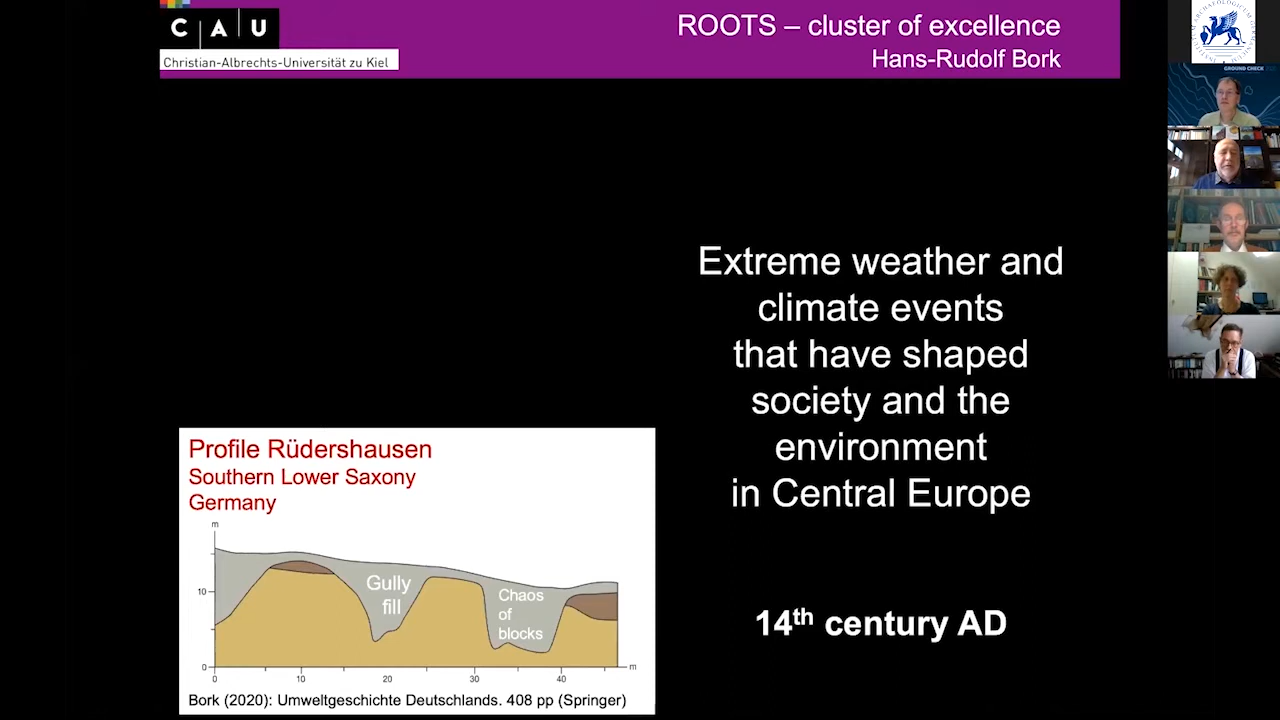 C A U
Christian-Albrechts-Universität zu Kiel
ROOTS – cluster of excellence
Hans-Rudolf Bork
GROUND CHECK
Extreme weather and
climate events
that have shaped
society and the
environment
in Central Europe
14th century AD
Profile Rüdershausen
Southern Lower Saxony
Germany
m
10
0
Gully
fill
Chaos
of
blocks
m
0 10 20 30 40
Bork (2020): Umweltgeschichte Deutschlands. 408 pp (Springer)